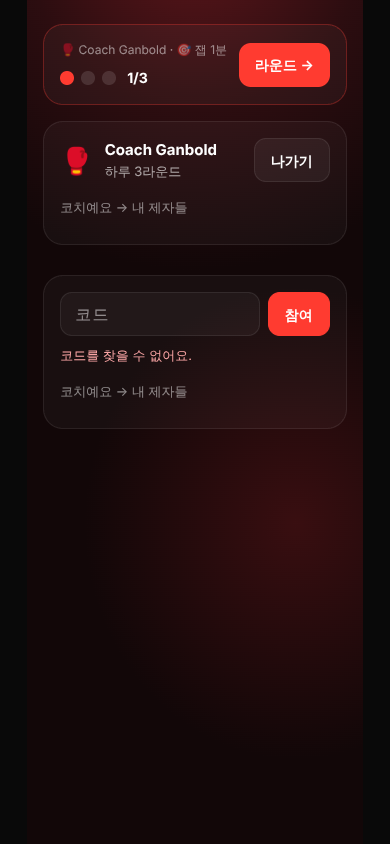 🥊 Coach Ganbold · 🎯 잽 1분
1/3
라운드 →
🥊 Coach Ganbold
하루 3라운드
나가기
코치예요 → 내 제자들
코드
참여
코드를 찾을 수 없어요.
코치예요 → 내 제자들